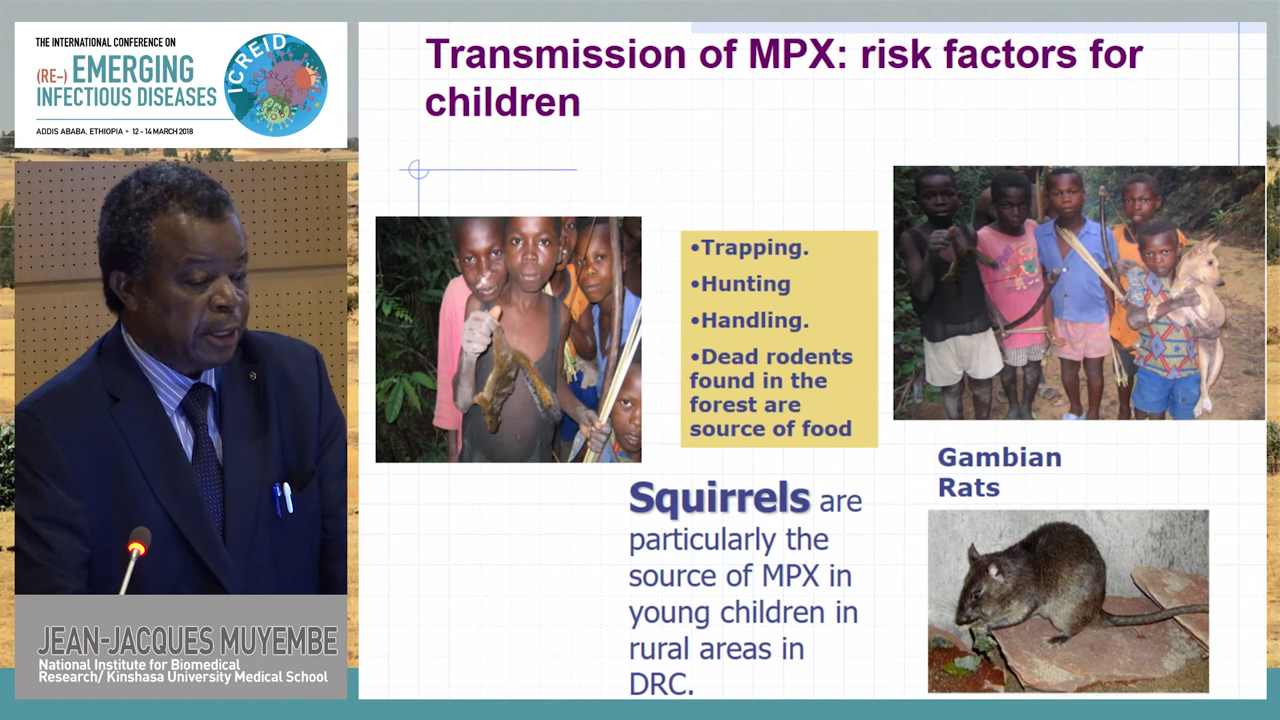 THE INTERNATIONAL CONFERENCE ON
(RE-) EMERGING
INFECTIOUS DISEASES
ADDIS ABABA, ETHIOPIA • 12 - 14 MARCH 2018
ICREID
JEAN-JACQUES MUYEMBE
National Institute for Biomedical
Research/ Kinshasa University Medical School
Transmission of MPX: risk factors for
children
•Trapping.
•Hunting
•Handling.
•Dead rodents
found in the
forest are
source of food
Squirrels are
particularly the
source of MPX in
young children in
rural areas in
DRC.
Gambian
Rats